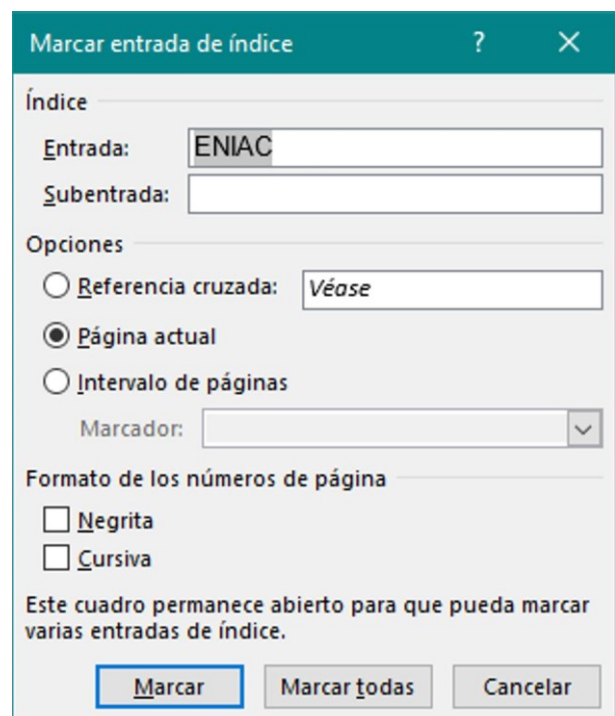 Marcar entrada de índice ? ×
Índice
Entrada: ENIAC
Subentrada:
Opciones
Referencia cruzada: Véase
Página actual
Intervalo de páginas
Marcador:
Formato de los números de página
Negrita
Cursiva
Este cuadro permanece abierto para que pueda marcar
varias entradas de índice.
Marcar Marcar todas Cancelar